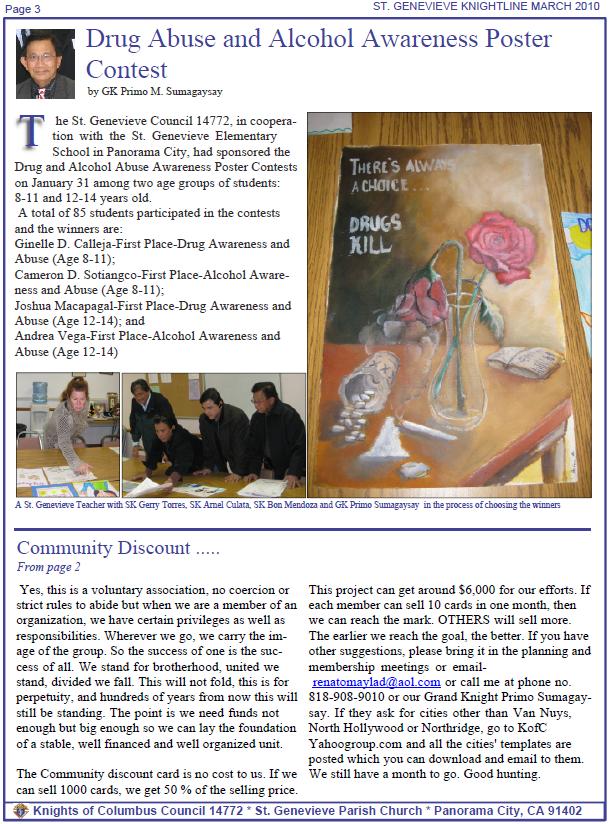 Page 3
ST. GENEVIEVE KNIGHTLINE MARCH 2010
Drug Abuse and Alcohol Awareness Poster
Contest
by GK Primo M. Sumagaysay
The St. Genevieve Council 14772, in coopera-
tion with the St. Genevieve Elementary
School in Panorama City, had sponsored the
Drug and Alcohol Abuse Awareness Poster Contests
on January 31 among two age groups of students:
8-11 and 12-14 years old.
A total of 85 students participated in the contests
and the winners are:
Ginelle D. Calleja-First Place-Drug Awareness and
Abuse (Age 8-11);
Cameron D. Sotiangco-First Place-Alcohol Aware-
ness and Abuse (Age 8-11);
Joshua Macapagal-First Place-Drug Awareness and
Abuse (Age 12-14); and
Andrea Vega-First Place-Alcohol Awareness and
Abuse (Age 12-14)
THERE'S ALWAYS
A CHOICE...
DRUGS
KILL
A St. Genevieve Teacher with SK Gerry Torres, SK Arnel Culata, SK Bon Mendoza and GK Primo Sumagaysay in the process of choosing the winners
Community Discount .....
From page 2
Yes, this is a voluntary association, no coercion or
strict rules to abide but when we are a member of an
organization, we have certain privileges as well as
responsibilities. Wherever we go, we carry the im-
age of the group. So the success of one is the suc-
cess of all. We stand for brotherhood, united we
stand, divided we fall. This will not fold, this is for
perpetuity, and hundreds of years from now this will
still be standing. The point is we need funds not
enough but big enough so we can lay the foundation
of a stable, well financed and well organized unit.
The Community discount card is no cost to us. If we
can sell 1000 cards, we get 50 % of the selling price.
This project can get around $6,000 for our efforts. If
each member can sell 10 cards in one month, then
we can reach the mark. OTHERS will sell more.
The earlier we reach the goal, the better. If you have
other suggestions, please bring it in the planning and
membership meetings or email-
renatomaylad@aol.com or call me at phone no.
818-908-9010 or our Grand Knight Primo Sumagay-
say. If they ask for cities other than Van Nuys,
North Hollywood or Northridge, go to KofC
Yahoogroup.com and all the cities' templates are
posted which you can download and email to them.
We still have a month to go. Good hunting.
Knights of Columbus Council 14772 * St. Genevieve Parish Church * Panorama City, CA 91402